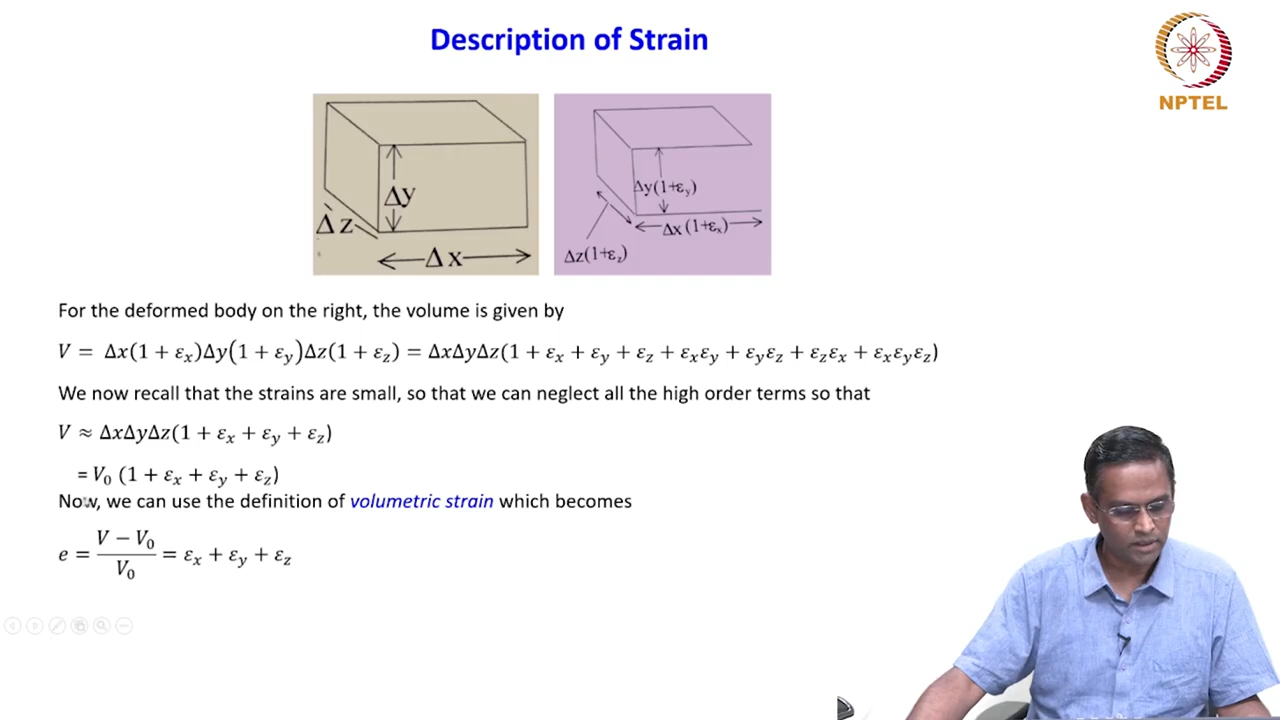 Description of Strain
NPTEL
Δy
Δz
Δx
Δy(1+εy)
Δx(1+εx)
Δz(1+εz)
For the deformed body on the right, the volume is given by
V = Δx(1 + εx)Δy(1 + εy)Δz(1 + εz) = ΔxΔyΔz(1 + εx + εy + εz + εxεy + εyεz + εzεx + εxεyεz)
We now recall that the strains are small, so that we can neglect all the high order terms so that
V ≈ ΔxΔyΔz(1 + εx + εy + εz)
= V0 (1 + εx + εy + εz)
Now, we can use the definition of volumetric strain which becomes
e = (V − V0)/V0 = εx + εy + εz